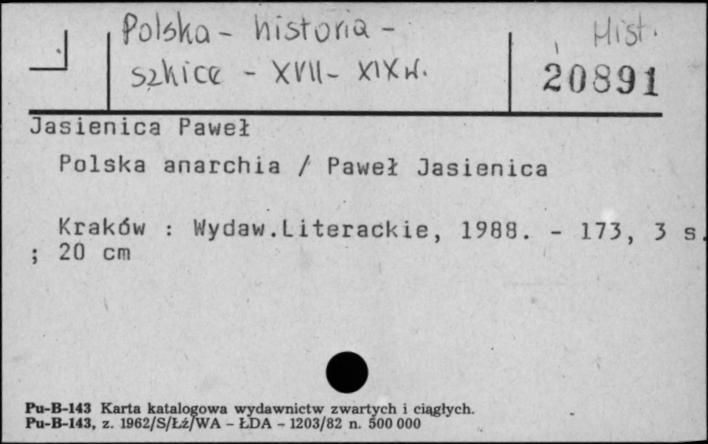 Polska - historia -
szkice - XVII - XIX w.
Hist.
20891
Jasienica Paweł
Polska anarchia / Paweł Jasienica
Kraków : Wydaw.Literackie, 1988. - 173, 3 s.
; 20 cm
Pu-B-143 Karta katalogowa wydawnictw zwartych i ciągłych.
Pu-B-143, z. 1962/S/Łź/WA - ŁDA - 1203/82 n. 500 000